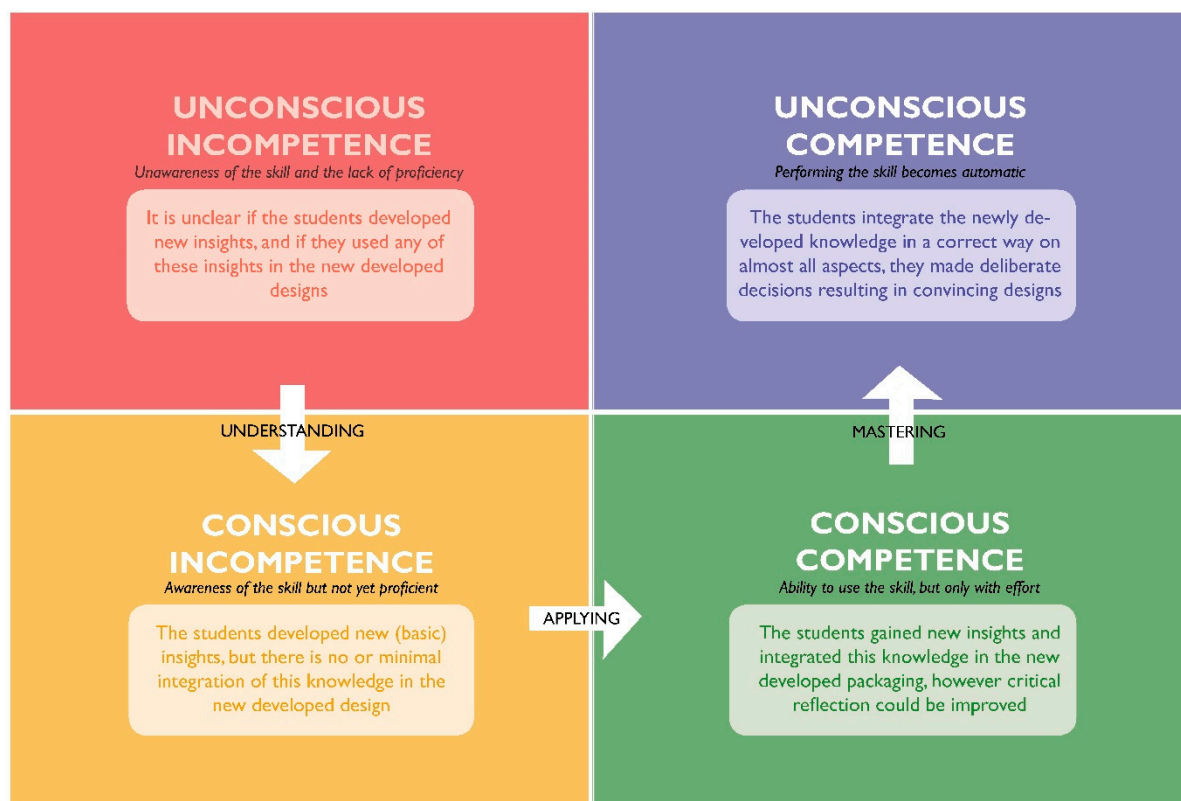 UNCONSCIOUS
INCOMPETENCE
Unawareness of the skill and the lack of proficiency
It is unclear if the students developed
new insights, and if they used any of
these insights in the new developed
designs
UNDERSTANDING
CONSCIOUS
INCOMPETENCE
Awareness of the skill but not yet proficient
The students developed new (basic)
insights, but there is no or minimal
integration of this knowledge in the
new developed design
APPLYING
CONSCIOUS
COMPETENCE
Ability to use the skill, but only with effort
The students gained new insights and
integrated this knowledge in the new
developed packaging, however critical
reflection could be improved
MASTERING
UNCONSCIOUS
COMPETENCE
Performing the skill becomes automatic
The students integrate the newly de-
veloped knowledge in a correct way on
almost all aspects, they made deliberate
decisions resulting in convincing designs